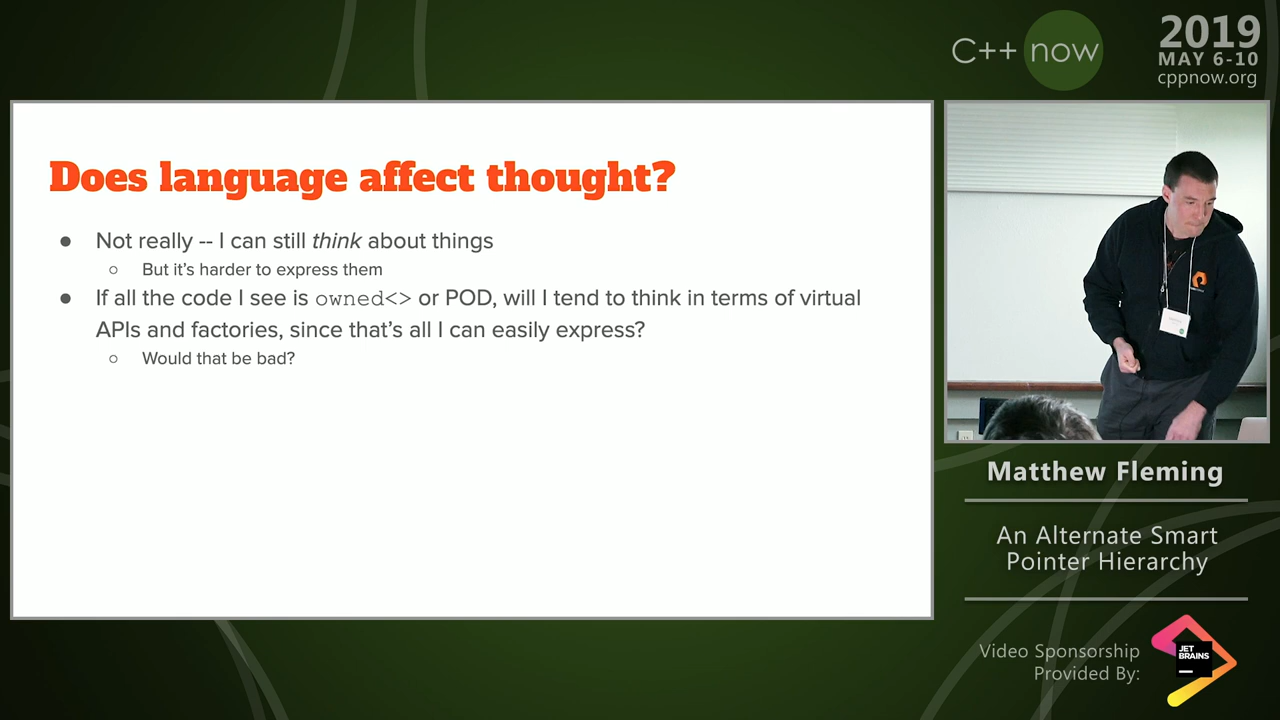 C++ now
2019
MAY 6-10
cppnow.org
Does language affect thought?
● Not really -- I can still think about things
○ But it's harder to express them
● If all the code I see is owned<> or POD, will I tend to think in terms of virtual
APIs and factories, since that's all I can easily express?
○ Would that be bad?
Matthew Fleming
An Alternate Smart
Pointer Hierarchy
Video Sponsorship
Provided By:
JET
BRAINS